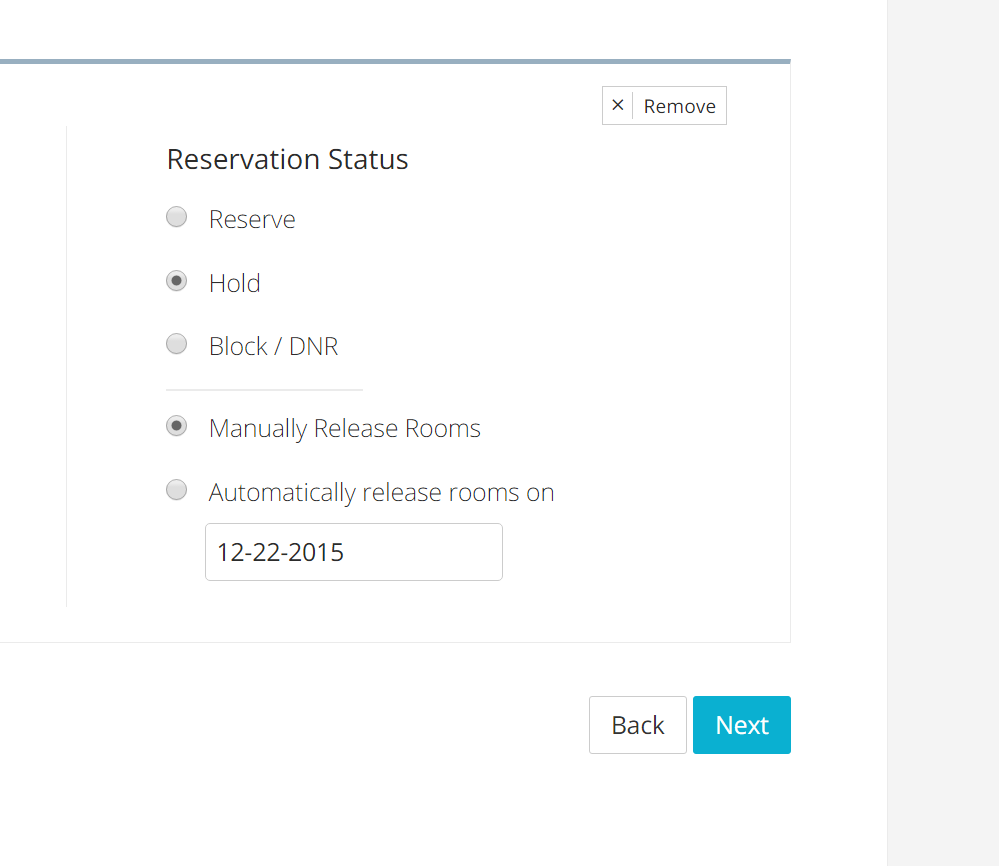 × Remove
Reservation Status
Reserve
Hold
Block / DNR
Manually Release Rooms
Automatically release rooms on
12-22-2015
Back Next